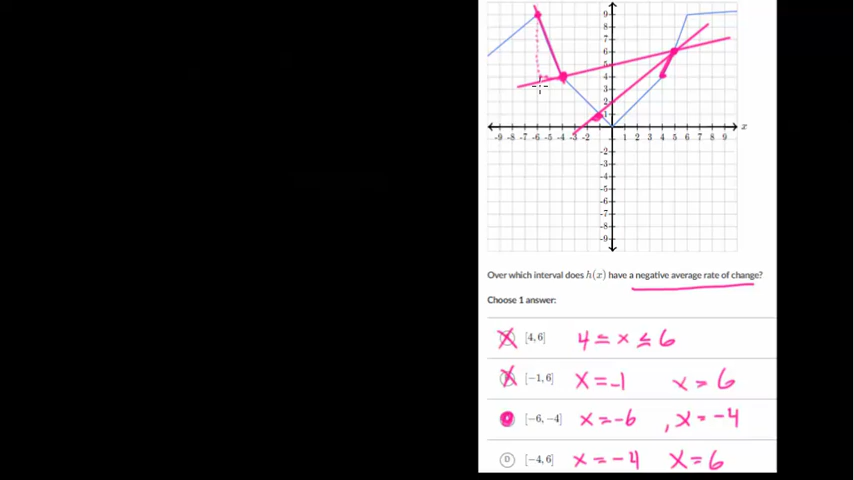 9
8
7
6
5
4
3
2
1
x
-9 -8 -7 -6 -5 -4 -3 -2 1 2 3 4 5 6 7 8 9
-2
-3
-4
-5
-6
-7
-8
-9
Over which interval does h(x) have a negative average rate of change?
Choose 1 answer:
[4, 6] 4 = x ≤ 6
[−1, 6] x = -1 x = 6
[−6, −4] x = -6 , x = -4
D [−4, 6] x = -4 x = 6